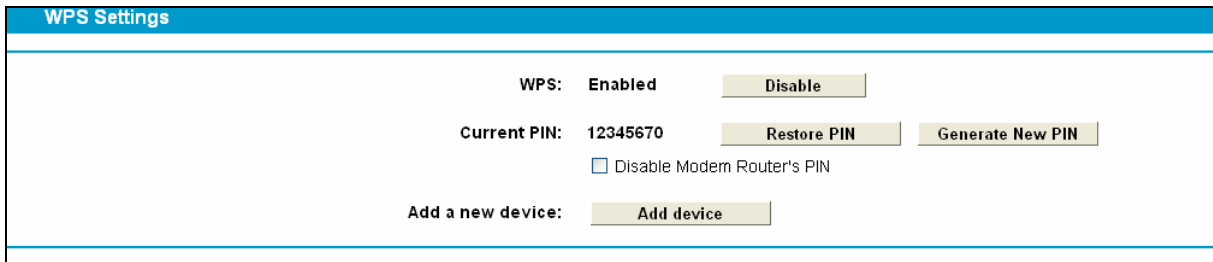 WPS Settings
WPS: Enabled Disable
Current PIN: 12345670 Restore PIN Generate New PIN
Disable Modem Router's PIN
Add a new device: Add device